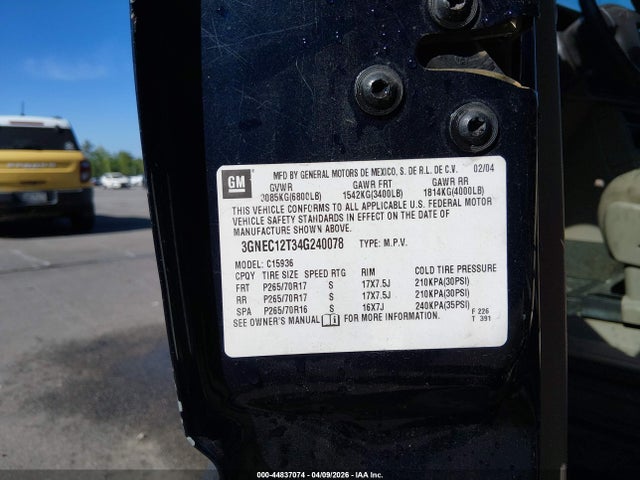 GM
MFD BY GENERAL MOTORS DE MEXICO, S. DE R.L. DE C.V. 02/04
GVWR GAWR FRT GAWR RR
3085KG(6800LB) 1542KG(3400LB) 1814KG(4000LB)
THIS VEHICLE CONFORMS TO ALL APPLICABLE U.S. FEDERAL MOTOR
VEHICLE SAFETY STANDARDS IN EFFECT ON THE DATE OF
MANUFACTURE SHOWN ABOVE.
3GNEC12T34G240078 TYPE: M.P.V.
MODEL: C15936
CPQY TIRE SIZE SPEED RTG RIM COLD TIRE PRESSURE
FRT P265/70R17 S 17X7.5J 210KPA(30PSI)
RR P265/70R17 S 17X7.5J 210KPA(30PSI)
SPA P265/70R16 S 16X7J 240KPA(35PSI)
SEE OWNER'S MANUAL FOR MORE INFORMATION.
F 226
T 391
000-44837074 | 04/09/2026 | IAA Inc.